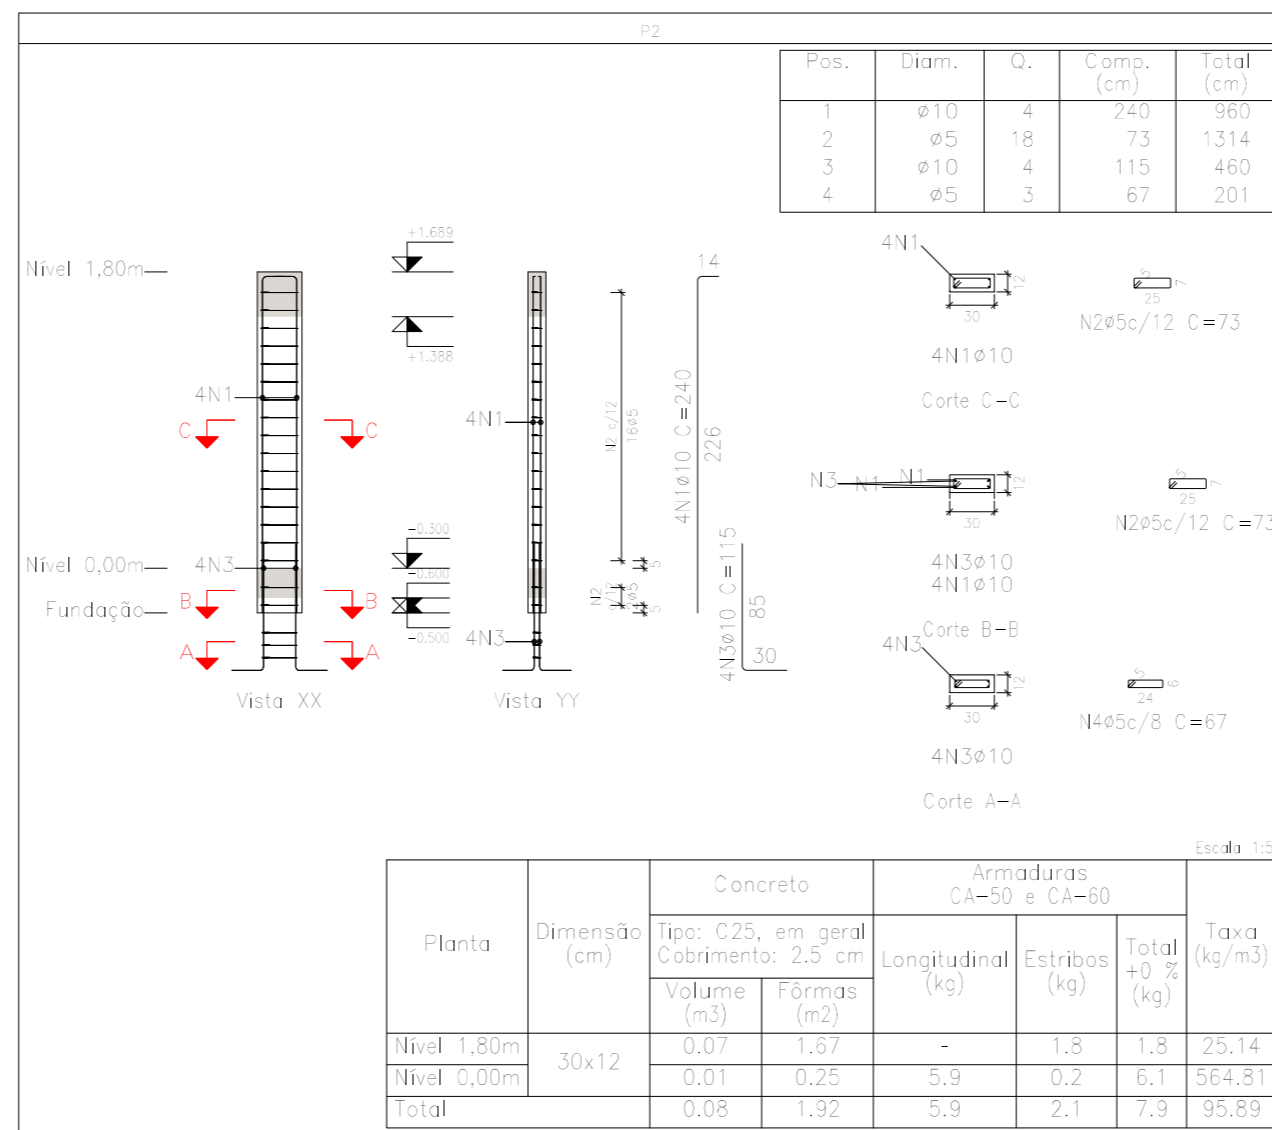 P2
Pos. Diam. Q. Comp. (cm) Total (cm)
1 ø10 4 240 960
2 ø5 18 73 1314
3 ø10 4 115 460
4 ø5 3 67 201
Nível 1,80m
+1.689
+1.388
4N1
C C
-0.300
Nível 0,00m
4N3
-0.600
Fundação
B B
-0.500
A A
Vista XX
4N1
4N3
Vista YY
N2 c/12
16ø5
5
N2
c/12
2ø5
5
14
4N1ø10 C=240
226
4N3ø10 C=115
85
30
4N1
12
30
4N1ø10
Corte C-C
5
25
7
N2ø5c/12 C=73
N3
N1
N1
12
30
4N3ø10
4N1ø10
Corte B-B
5
25
7
N2ø5c/12 C=73
4N3
12
30
4N3ø10
Corte A-A
5
24
6
N4ø5c/8 C=67
Planta
Dimensão
(cm)
Concreto
Tipo: C25, em geral
Cobrimento: 2.5 cm
Volume
(m3)
Fôrmas
(m2)
Armaduras
CA-50 e CA-60
Longitudinal
(kg)
Estribos
(kg)
Total
+0 %
(kg)
Taxa
(kg/m3)
Nível 1,80m 30x12 0.07 1.67 - 1.8 1.8 25.14
Nível 0,00m 0.01 0.25 5.9 0.2 6.1 564.81
Total 0.08 1.92 5.9 2.1 7.9 95.89